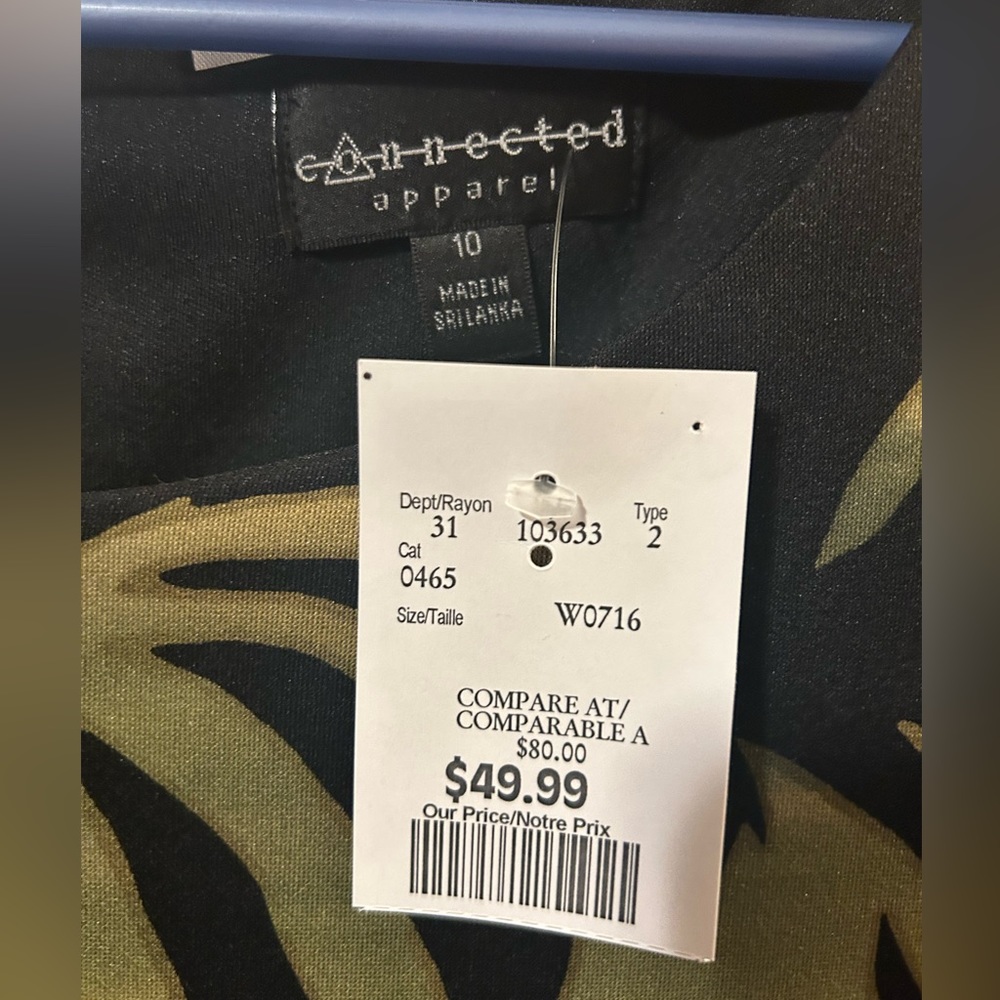 connected
apparel
10
MADE IN
SRI LANKA
Dept/Rayon Type
31 103633 2
Cat
0465
Size/Taille W0716
COMPARE AT/
COMPARABLE A
$80.00
$49.99
Our Price/Notre Prix